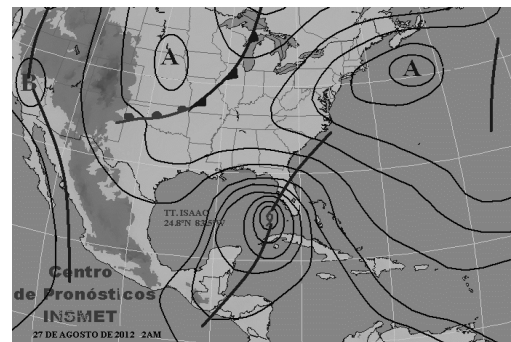 A
A
B
TT. ISAAC
24.8°N 83.5°W
Centro
de Pronósticos
INSMET
27 DE AGOSTO DE 2012 2AM